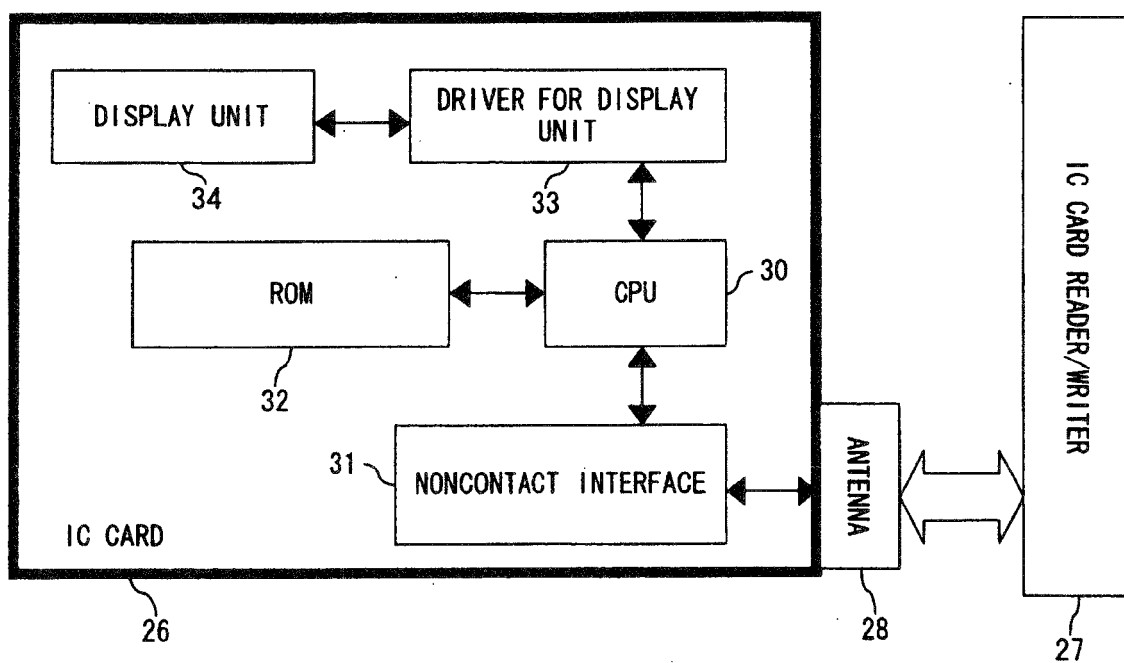 DISPLAY UNIT
34
DRIVER FOR DISPLAY
UNIT
33
ROM
32
CPU
30
31
NONCONTACT INTERFACE
IC CARD
26
ANTENNA
28
IC CARD READER/WRITER
27